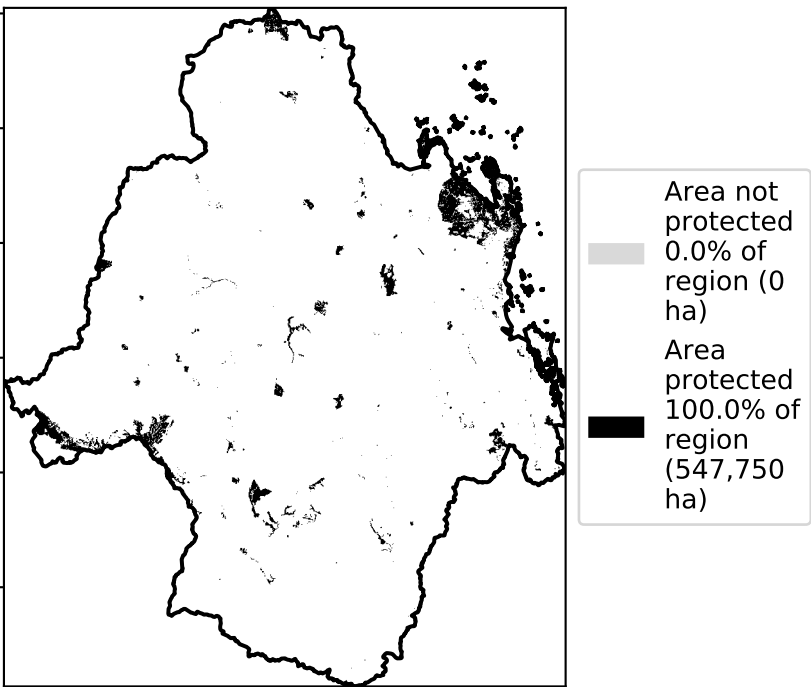 Area not
protected
0.0% of
region (0
ha)
Area
protected
100.0% of
region
(547,750
ha)